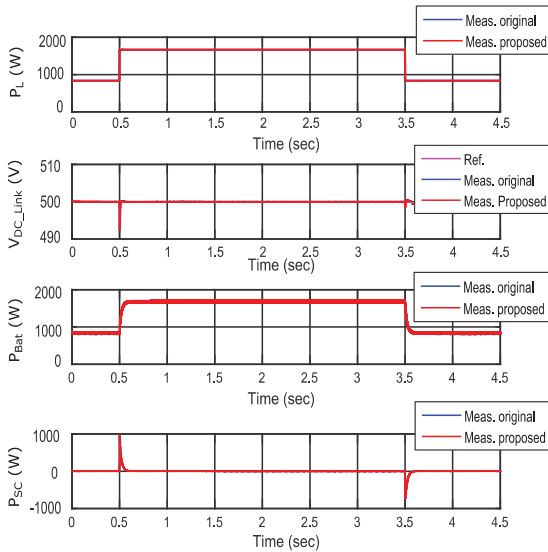 Meas. original
Meas. proposed
P_L (W)
2000
1000
0
0 0.5 1 1.5 2 2.5 3 3.5 4 4.5
Time (sec)
Ref.
Meas. original
Meas. Proposed
V_DC_Link (V)
510
500
490
0 0.5 1 1.5 2 2.5 3 3.5 4 4.5
Time (sec)
Meas. original
Meas. proposed
P_Bat (W)
2000
1000
0
0 0.5 1 1.5 2 2.5 3 3.5 4 4.5
Time (sec)
Meas. original
Meas. proposed
P_SC (W)
1000
0
-1000
0 0.5 1 1.5 2 2.5 3 3.5 4 4.5
Time (sec)